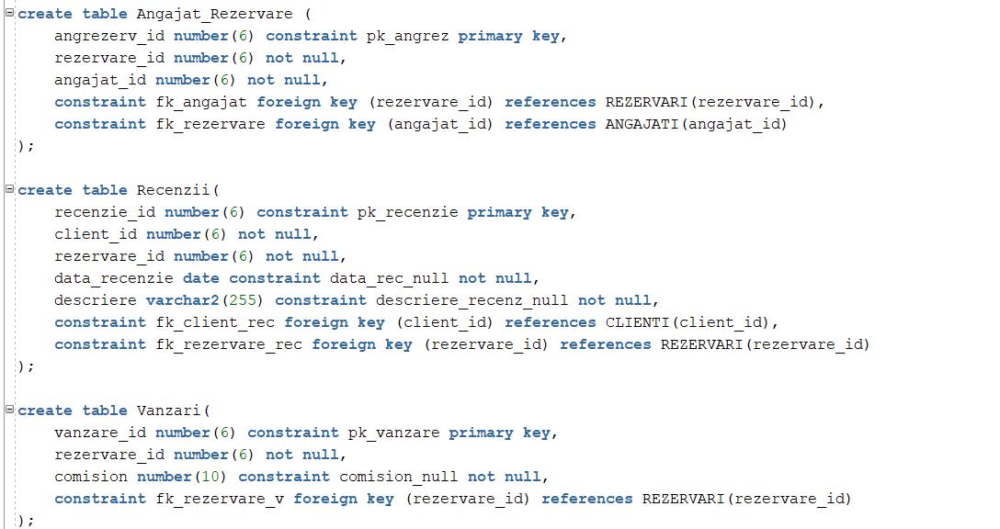 create table Angajat_Rezervare (
    angrezerv_id number(6) constraint pk_angrez primary key,
    rezervare_id number(6) not null,
    angajat_id number(6) not null,
    constraint fk_angajat foreign key (rezervare_id) references REZERVARI(rezervare_id),
    constraint fk_rezervare foreign key (angajat_id) references ANGAJATI(angajat_id)
);
create table Recenzii(
    recenzie_id number(6) constraint pk_recenzie primary key,
    client_id number(6) not null,
    rezervare_id number(6) not null,
    data_recenzie date constraint data_rec_null not null,
    descriere varchar2(255) constraint descriere_recenz_null not null,
    constraint fk_client_rec foreign key (client_id) references CLIENTI(client_id),
    constraint fk_rezervare_rec foreign key (rezervare_id) references REZERVARI(rezervare_id)
);
create table Vanzari(
    vanzare_id number(6) constraint pk_vanzare primary key,
    rezervare_id number(6) not null,
    comision number(10) constraint comision_null not null,
    constraint fk_rezervare_v foreign key (rezervare_id) references REZERVARI(rezervare_id)
);